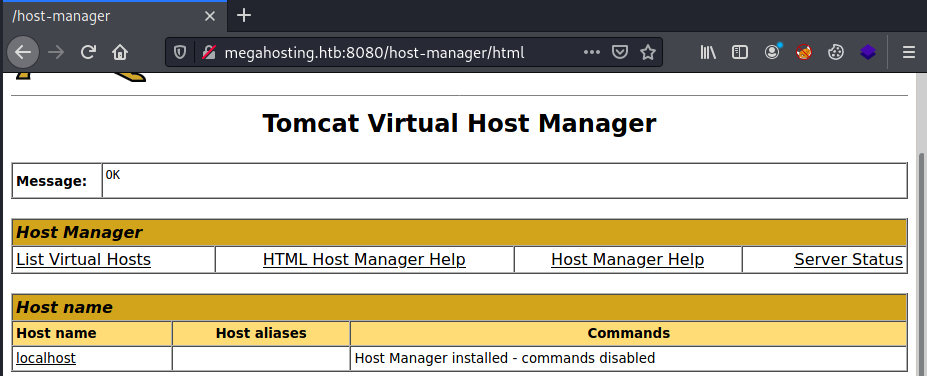 /host-manager
megahosting.htb:8080/host-manager/html
Tomcat Virtual Host Manager
Message: OK
Host Manager
List Virtual Hosts HTML Host Manager Help Host Manager Help Server Status
Host name
Host name Host aliases Commands
localhost Host Manager installed - commands disabled